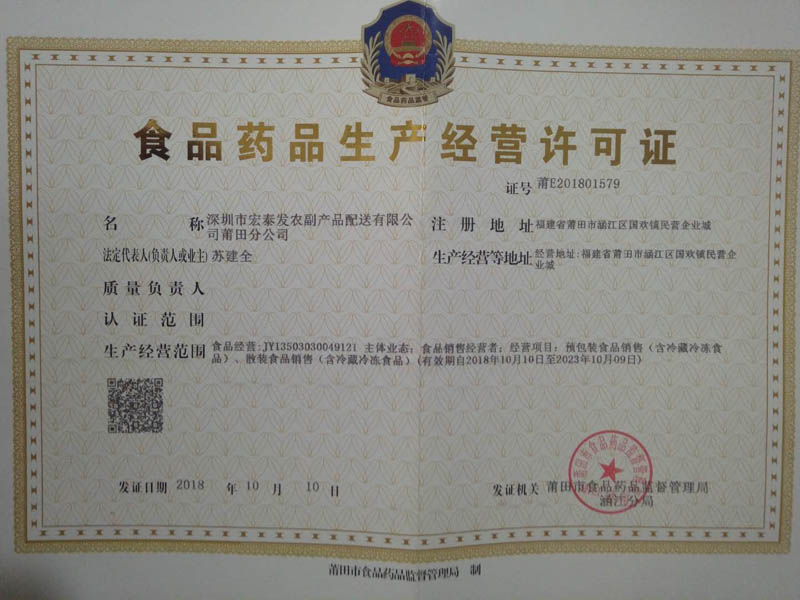 食品药品监督
食品药品生产经营许可证
证号 莆E201801579
名 称 深圳市宏泰发农副产品配送有限公
司莆田分公司
注册地址 福建省莆田市涵江区国欢镇民营企业城
法定代表人(负责人或业主) 苏建全
生产经营等地址 经营地址:福建省莆田市涵江区国欢镇民营企
业城
质量负责人
认证范围
生产经营范围 食品经营:JY13503030049121 主体业态:食品销售经营者;经营项目:预包装食品销售(含冷藏冷冻食
品)、散装食品销售(含冷藏冷冻食品)(有效期自2018年10月10日至2023年10月09日)
发证日期 2018 年 10 月 10 日
发证机关 莆田市食品药品监督管理局
涵江分局
莆田市食品药品监督管理局 制